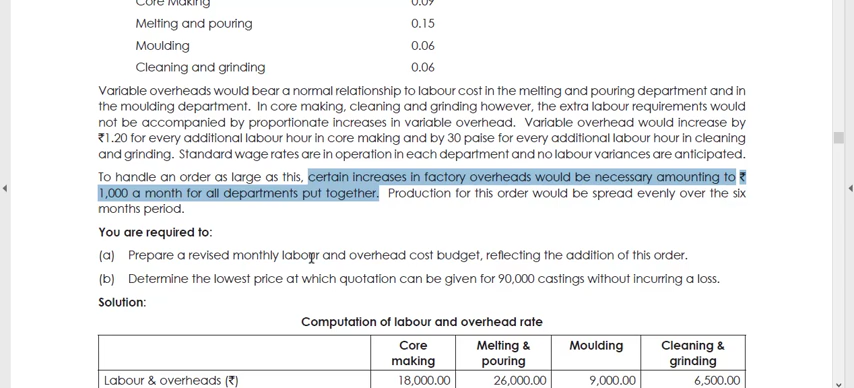 Core Making 0.09
Melting and pouring 0.15
Moulding 0.06
Cleaning and grinding 0.06
Variable overheads would bear a normal relationship to labour cost in the melting and pouring department and in
the moulding department. In core making, cleaning and grinding however, the extra labour requirements would
not be accompanied by proportionate increases in variable overhead. Variable overhead would increase by
₹1.20 for every additional labour hour in core making and by 30 paise for every additional labour hour in cleaning
and grinding. Standard wage rates are in operation in each department and no labour variances are anticipated.
To handle an order as large as this, certain increases in factory overheads would be necessary amounting to ₹
1,000 a month for all departments put together. Production for this order would be spread evenly over the six
months period.
You are required to:
(a) Prepare a revised monthly labour and overhead cost budget, reflecting the addition of this order.
(b) Determine the lowest price at which quotation can be given for 90,000 castings without incurring a loss.
Solution:
Computation of labour and overhead rate
Core making Melting & pouring Moulding Cleaning & grinding
Labour & overheads (₹) 18,000.00 26,000.00 9,000.00 6,500.00